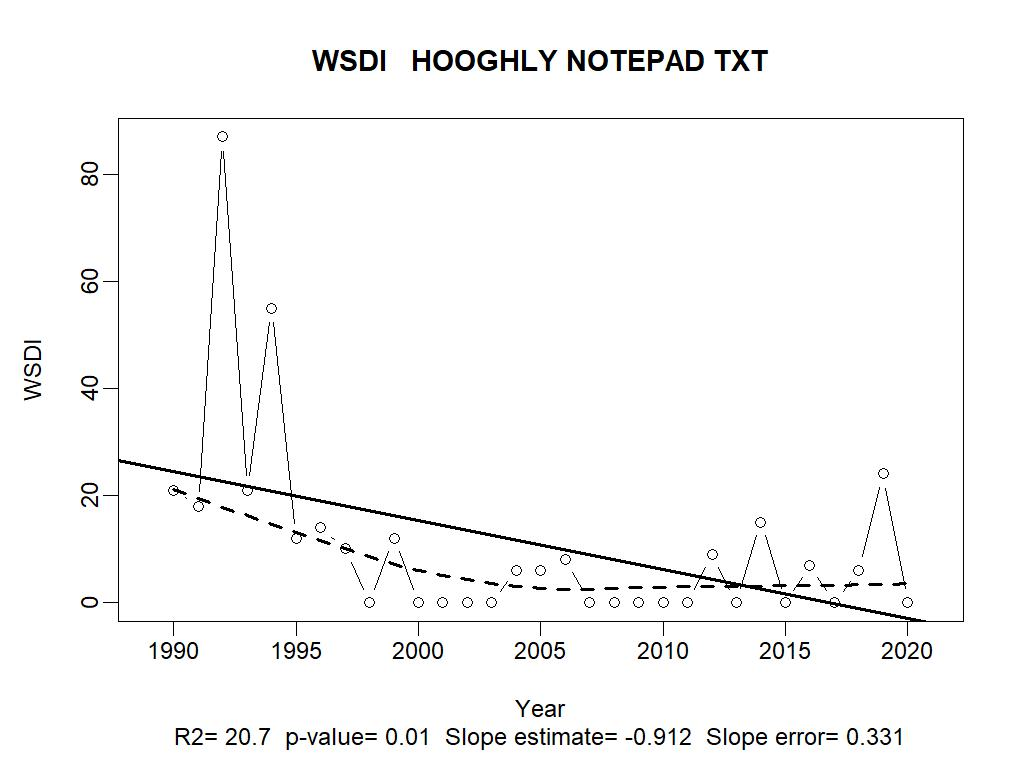 WSDI HOOGHLY NOTEPAD TXT
WSDI
80
60
40
20
0
1990 1995 2000 2005 2010 2015 2020
Year
R2= 20.7 p-value= 0.01 Slope estimate= -0.912 Slope error= 0.331